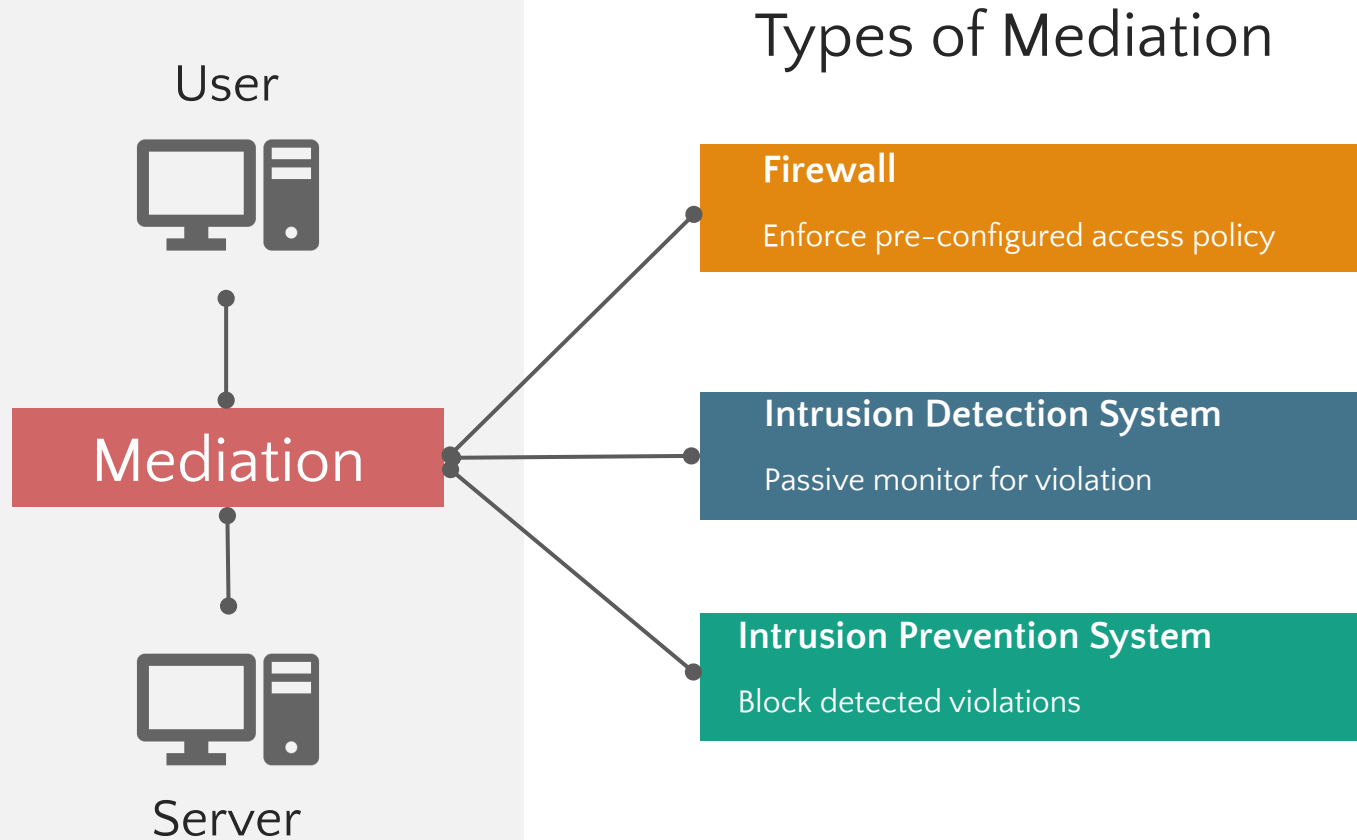 Types of Mediation
User
Mediation
Server
Firewall
Enforce pre-configured access policy
Intrusion Detection System
Passive monitor for violation
Intrusion Prevention System
Block detected violations